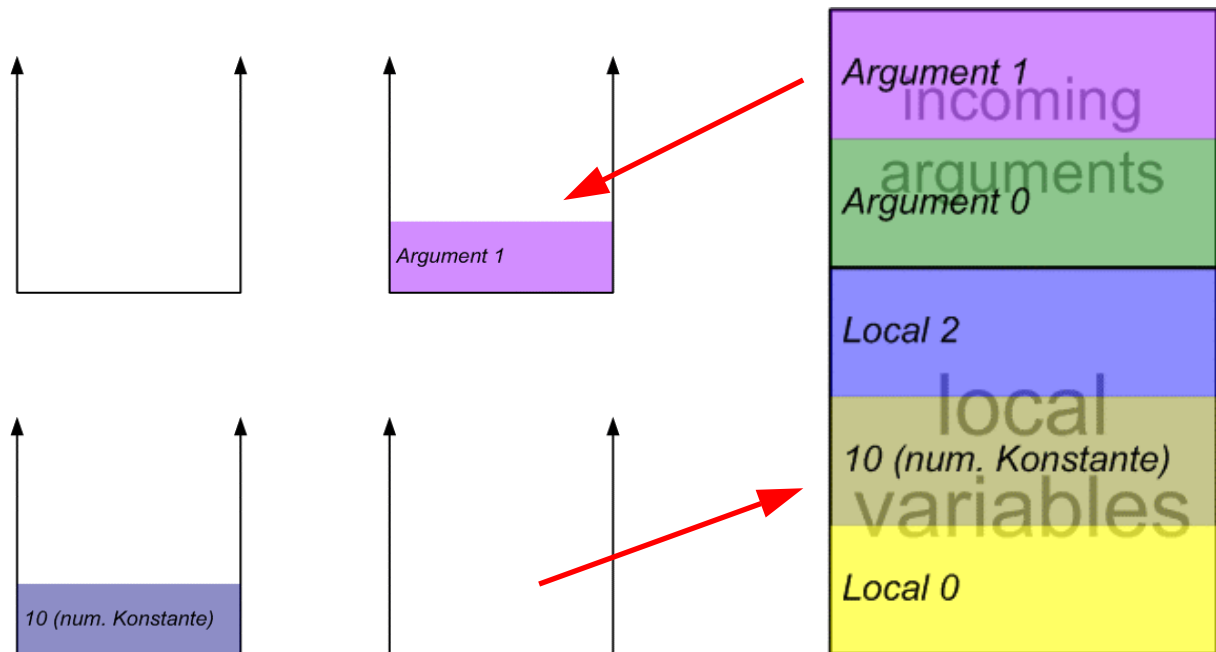 Argument 1
10 (num. Konstante)
Argument 1
incoming
arguments
Argument 0
Local 2
local
10 (num. Konstante)
variables
Local 0